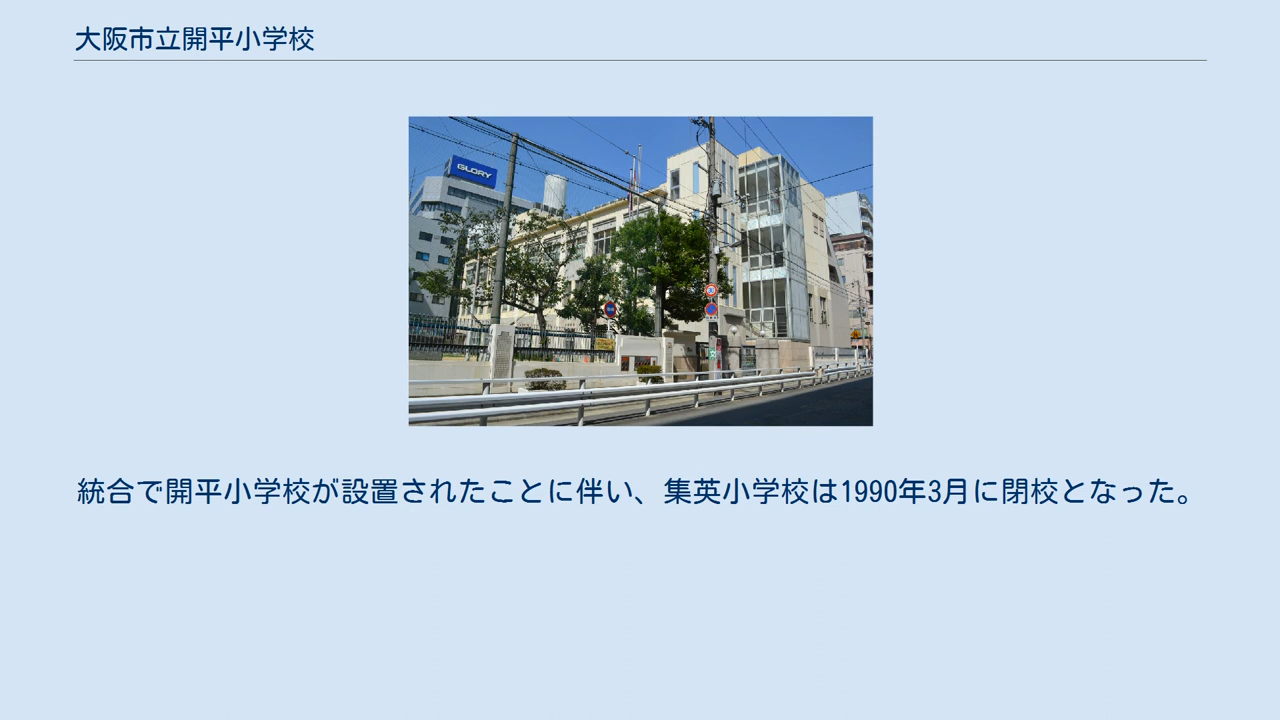 大阪市立開平小学校
GLORY
統合で開平小学校が設置されたことに伴い、集英小学校は1990年3月に閉校となった。